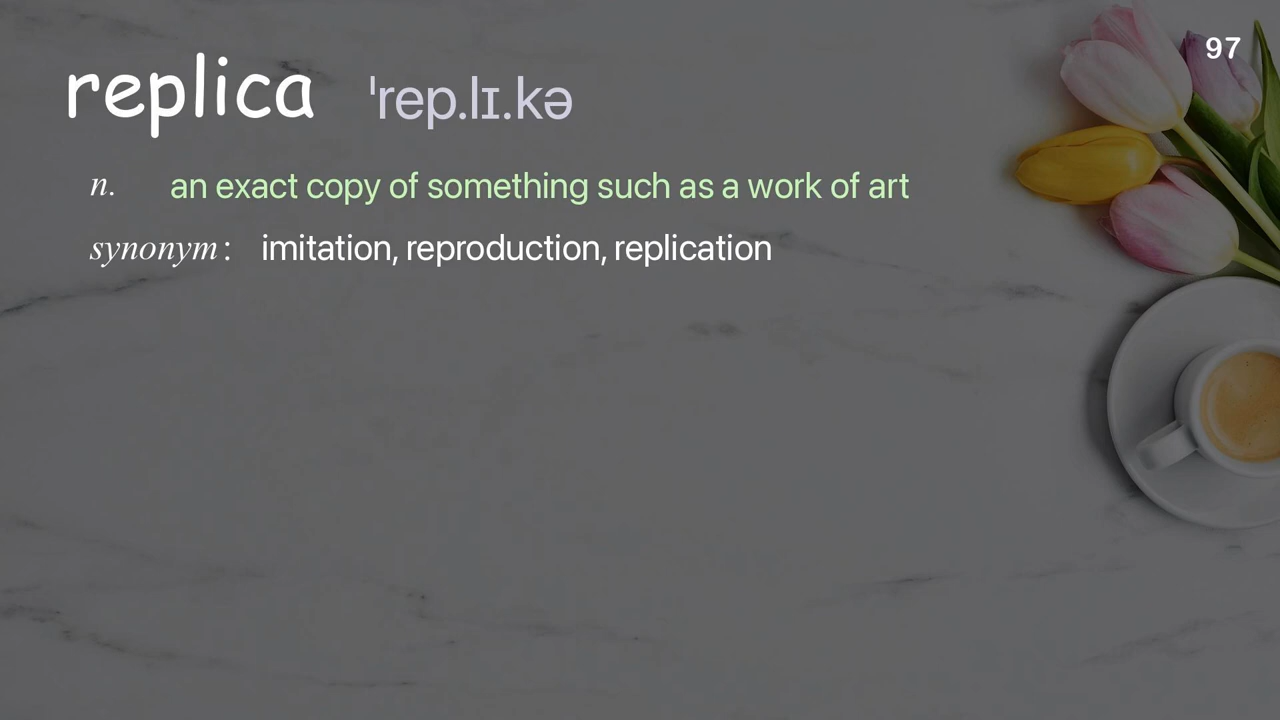 97
replica ˈrep.lɪ.kə
n. an exact copy of something such as a work of art
synonym: imitation, reproduction, replication